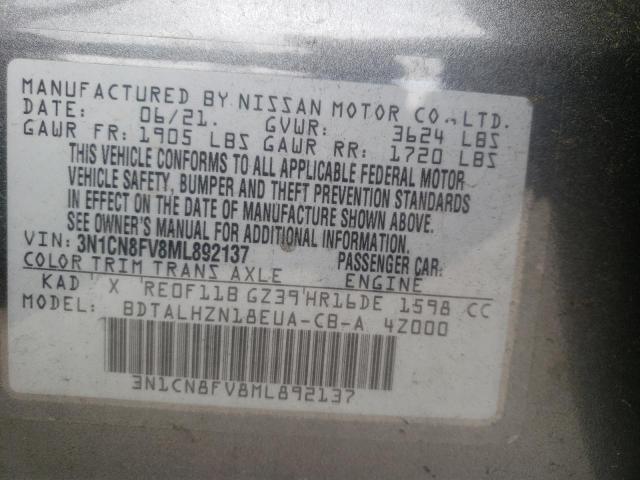 MANUFACTURED BY NISSAN MOTOR CO.,LTD.
DATE: 06/21. GVWR: 3624 LBS
GAWR FR: 1905 LBS GAWR RR: 1720 LBS
THIS VEHICLE CONFORMS TO ALL APPLICABLE FEDERAL MOTOR
VEHICLE SAFETY, BUMPER AND THEFT PREVENTION STANDARDS
IN EFFECT ON THE DATE OF MANUFACTURE SHOWN ABOVE.
SEE OWNER'S MANUAL FOR ADDITIONAL INFORMATION.
VIN: 3N1CN8FV8ML892137 PASSENGER CAR:
COLOR TRIM TRANS AXLE ENGINE
KAD X RE0F11B GZ39 HR16DE 1598 CC
MODEL: BDTALHZN18EUA-CB-A 4Z000
3N1CN8FV8ML892137